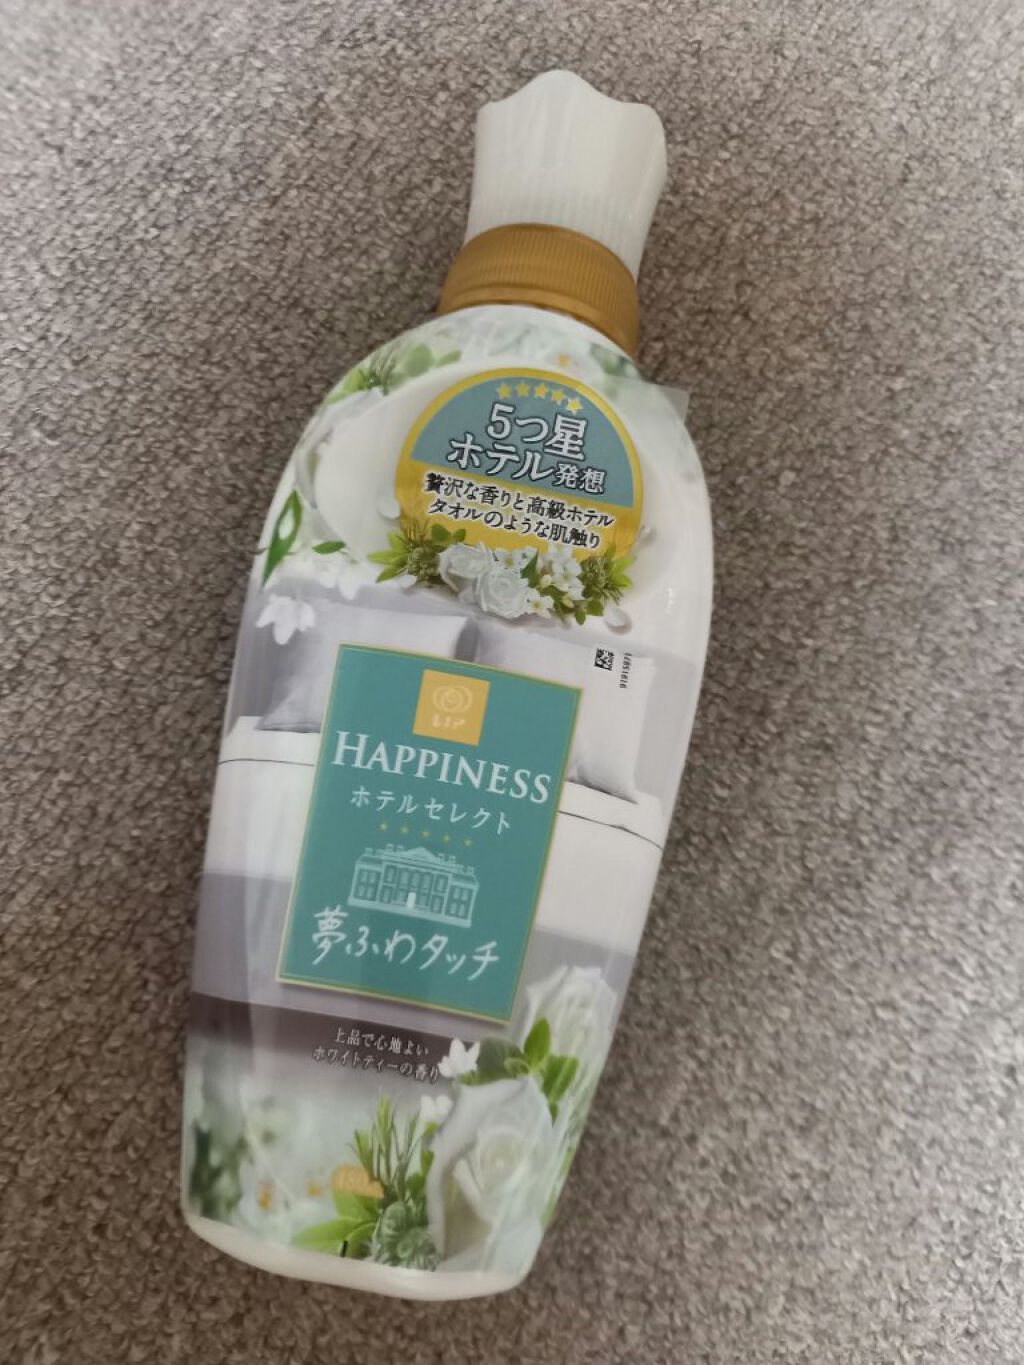 5つ星
ホテル発想
贅沢な香りと高級ホテル
タオルのような肌触り
レノア
HAPPINESS
ホテルセレクト
夢ふわタッチ
上品で心地よい
ホワイトティーの香り